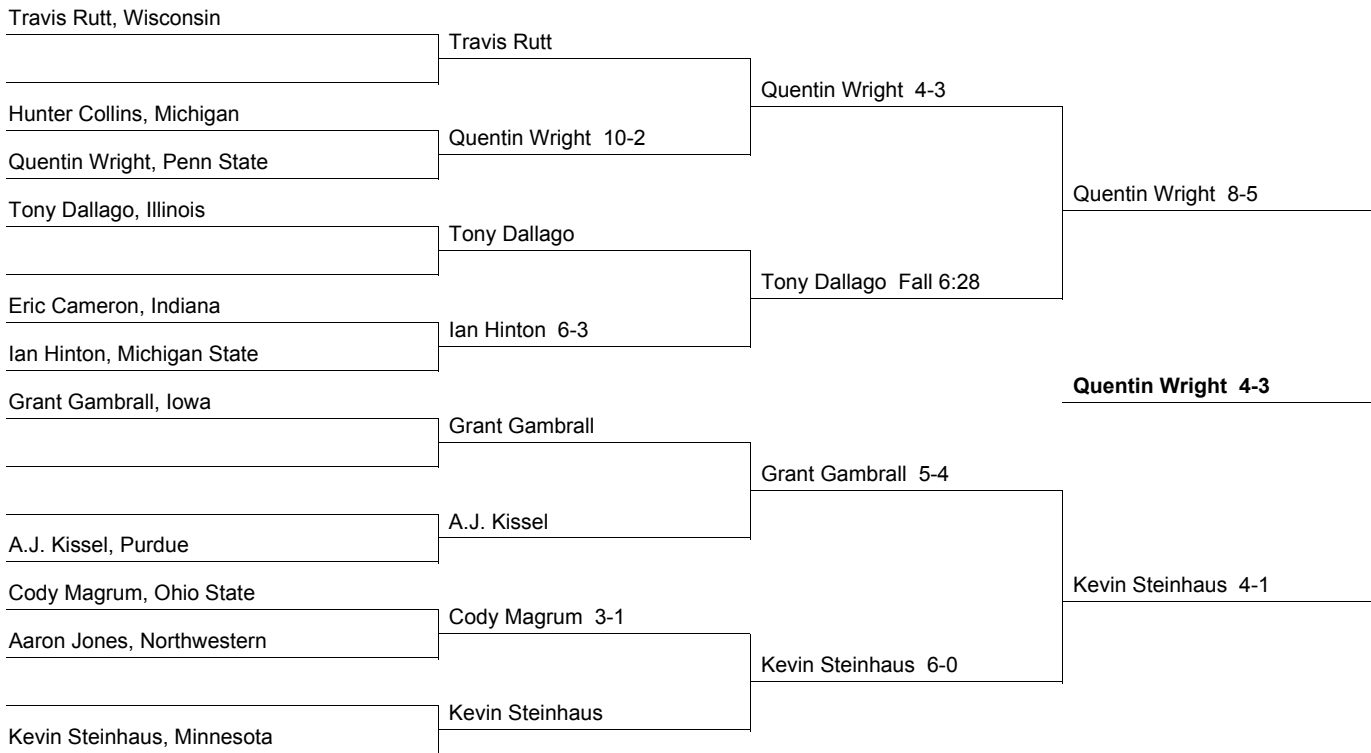 Travis Rutt, Wisconsin
Hunter Collins, Michigan
Quentin Wright, Penn State
Tony Dallago, Illinois
Eric Cameron, Indiana
Ian Hinton, Michigan State
Grant Gambrall, Iowa
A.J. Kissel, Purdue
Cody Magrum, Ohio State
Aaron Jones, Northwestern
Kevin Steinhaus, Minnesota
Travis Rutt
Quentin Wright 10-2
Tony Dallago
Ian Hinton 6-3
Grant Gambrall
A.J. Kissel
Cody Magrum 3-1
Kevin Steinhaus
Quentin Wright 4-3
Tony Dallago Fall 6:28
Grant Gambrall 5-4
Kevin Steinhaus 6-0
Quentin Wright 8-5
Quentin Wright 4-3
Kevin Steinhaus 4-1